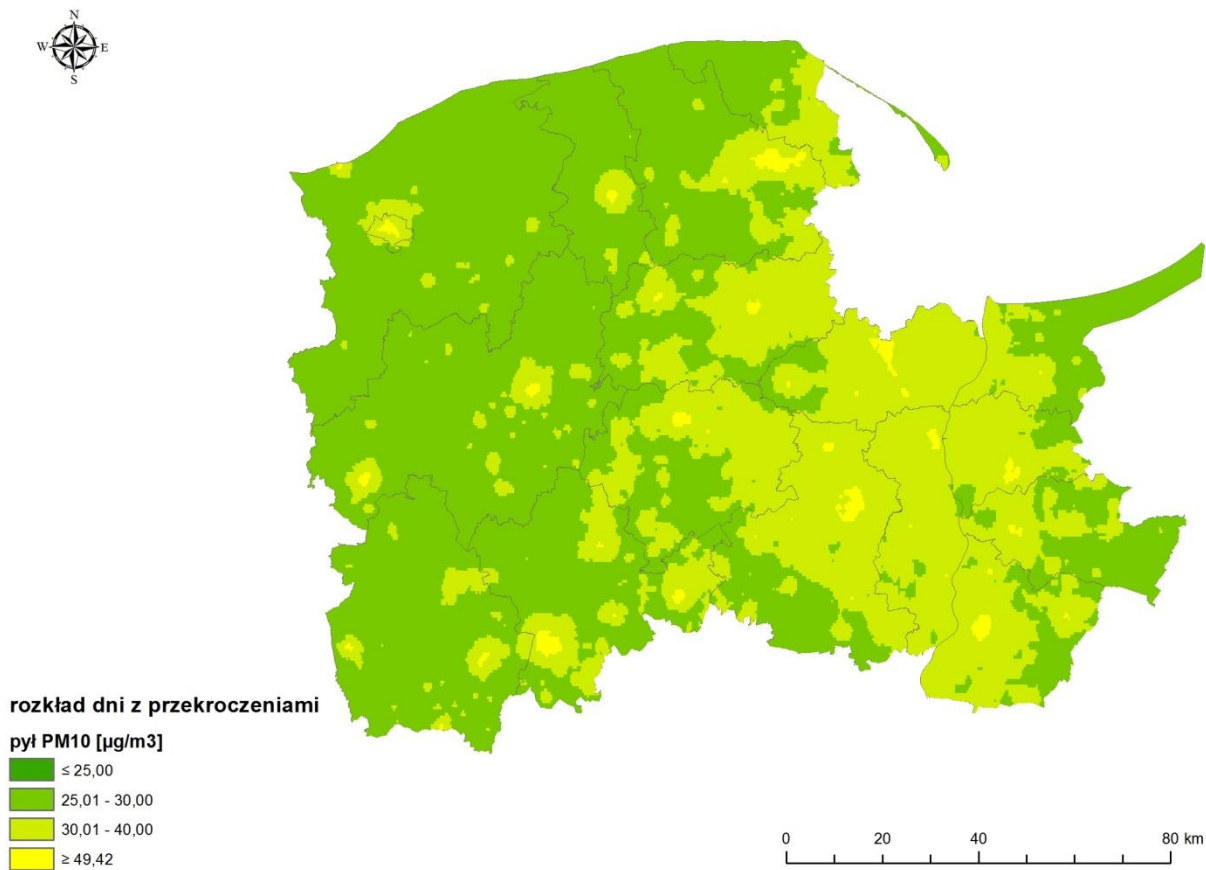 N
W E
S
rozkład dni z przekroczeniami
pył PM10 [µg/m3]
≤ 25,00
25,01 - 30,00
30,01 - 40,00
≥ 49,42
0 20 40 80 km